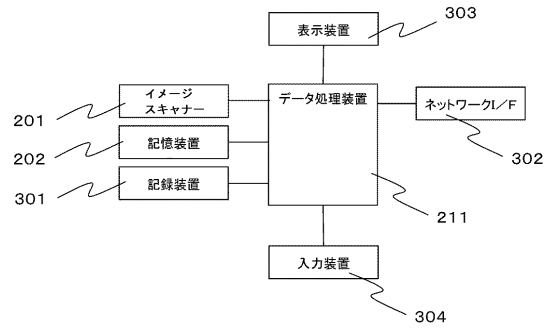 表示装置
303
イメージ
スキャナー
201
データ処理装置
ネットワークI／F
302
記憶装置
202
記録装置
301
211
入力装置
304